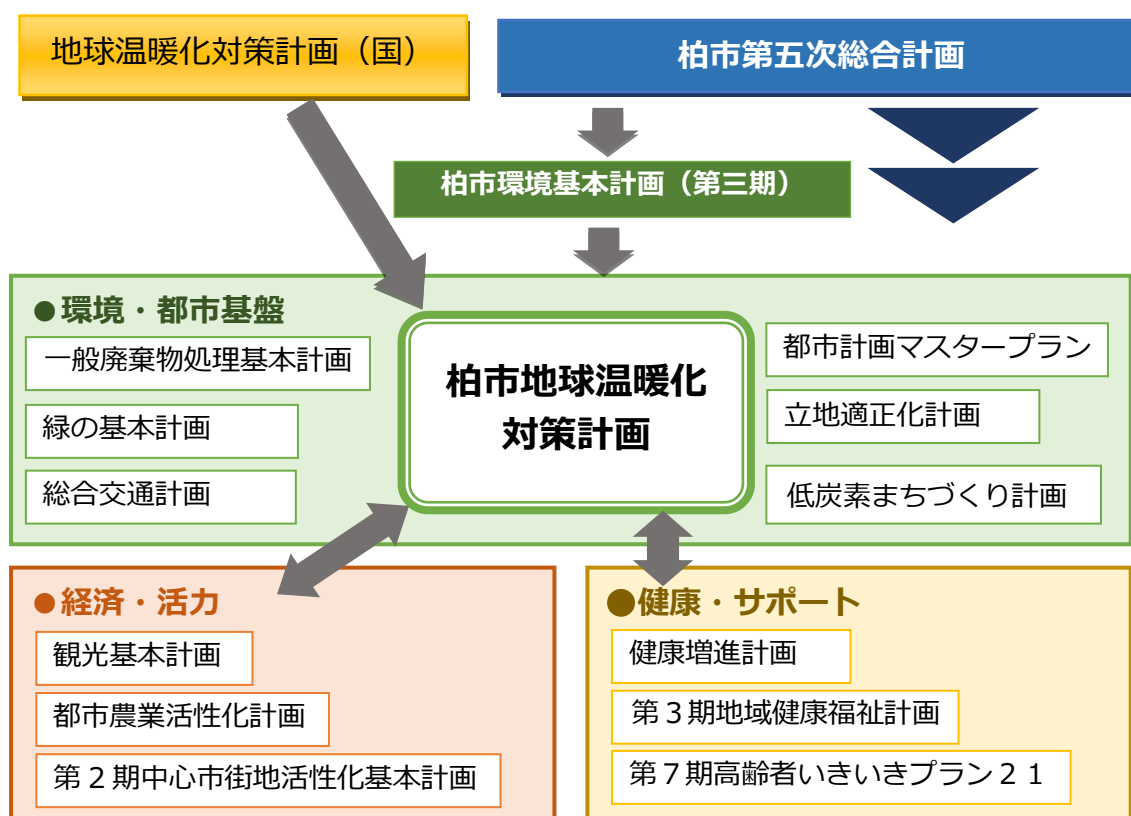 地球温暖化対策計画（国）
柏市第五次総合計画
柏市環境基本計画（第三期）
●環境・都市基盤
一般廃棄物処理基本計画
緑の基本計画
総合交通計画
柏市地球温暖化
対策計画
都市計画マスタープラン
立地適正化計画
低炭素まちづくり計画
●経済・活力
観光基本計画
都市農業活性化計画
第２期中心市街地活性化基本計画
●健康・サポート
健康増進計画
第３期地域健康福祉計画
第７期高齢者いきいきプラン２１